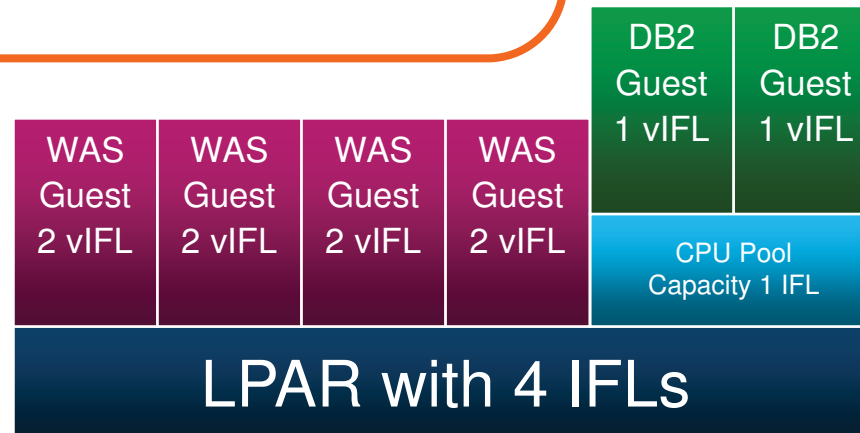 DB2
Guest
1 vIFL
DB2
Guest
1 vIFL
WAS
Guest
2 vIFL
WAS
Guest
2 vIFL
WAS
Guest
2 vIFL
WAS
Guest
2 vIFL
CPU Pool
Capacity 1 IFL
LPAR with 4 IFLs